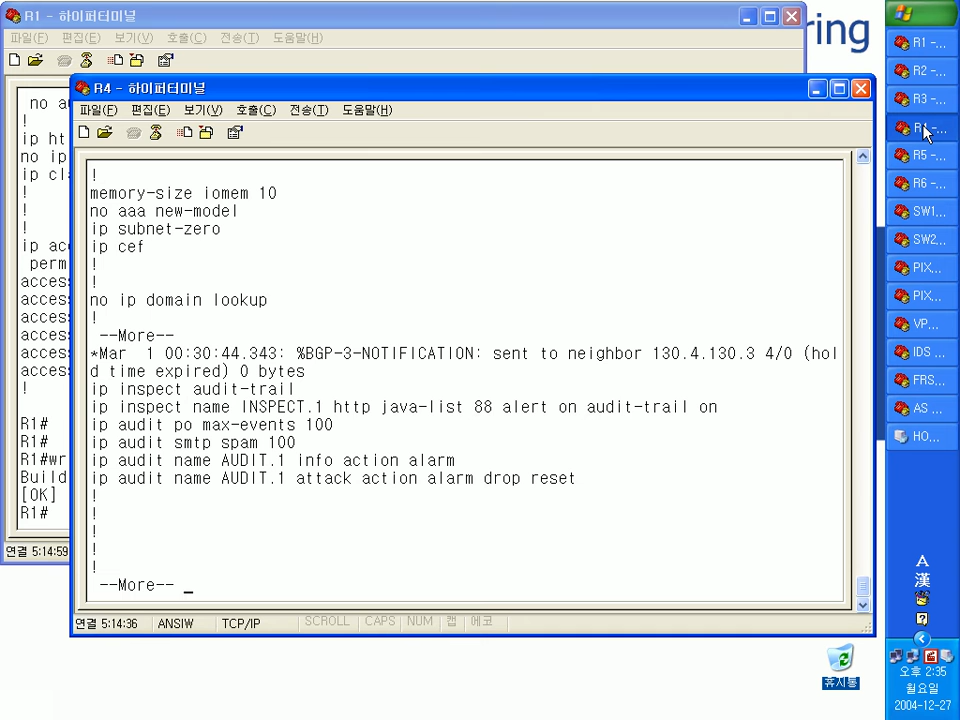 R1 - 하이퍼터미널
파일(F) 편집(E) 보기(V) 호출(C) 전송(T) 도움말(H)
ring
no au
!
ip ht
no ip
ip cla
!
!
!
ip acc
perm
access
access
access
access
access
access
!
R1#
R1#
R1#wr
Build
[OK]
R1#
연결 5:14:59
R4 - 하이퍼터미널
파일(F) 편집(E) 보기(V) 호출(C) 전송(T) 도움말(H)
!
memory-size iomem 10
no aaa new-model
ip subnet-zero
ip cef
!
!
no ip domain lookup
!
--More--
*Mar  1 00:30:44.343: %BGP-3-NOTIFICATION: sent to neighbor 130.4.130.3 4/0 (hol
d time expired) 0 bytes
ip inspect audit-trail
ip inspect name INSPECT.1 http java-list 88 alert on audit-trail on
ip audit po max-events 100
ip audit smtp spam 100
ip audit name AUDIT.1 info action alarm
ip audit name AUDIT.1 attack action alarm drop reset
!
!
!
!
!
--More-- _
연결 5:14:36 ANSIW TCP/IP SCROLL CAPS NUM 캡 에코
휴지통
R1 -...
R2 -...
R3 -...
R4 -...
R5 -...
R6 -...
SW1...
SW2...
PIX,...
PIX,...
VP...
IDS ...
FRS,...
AS ...
HO...
A
漢
오후 2:35
월요일
2004-12-27